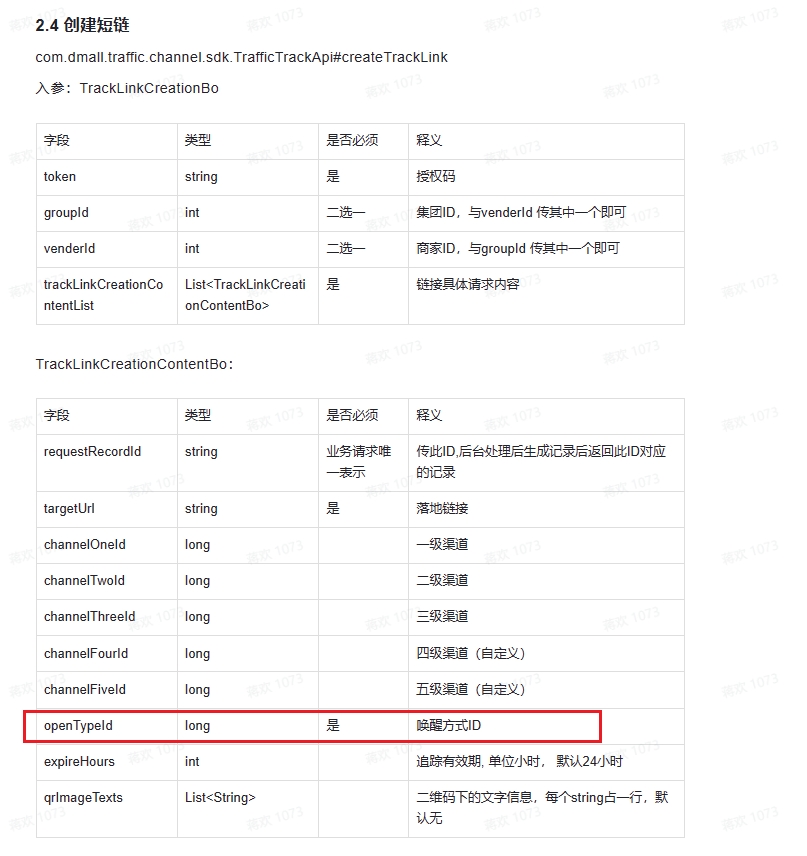 2.4 创建短链
com.dmall.traffic.channel.sdk.TrafficTrackApi#createTrackLink
入参：TrackLinkCreationBo
字段 类型 是否必须 释义
token string 是 授权码
groupId int 二选一 集团ID，与venderId 传其中一个即可
venderId int 二选一 商家ID，与groupId 传其中一个即可
trackLinkCreationCo List<TrackLinkCreati 是 链接具体请求内容
ntentList onContentBo>
TrackLinkCreationContentBo：
字段 类型 是否必须 释义
requestRecordId string 业务请求唯 传此ID,后台处理后生成记录后返回此ID对应
一表示 的记录
targetUrl string 是 落地链接
channelOneId long 一级渠道
channelTwoId long 二级渠道
channelThreeId long 三级渠道
channelFourId long 四级渠道（自定义）
channelFiveId long 五级渠道（自定义）
openTypeId long 是 唤醒方式ID
expireHours int 追踪有效期, 单位小时， 默认24小时
qrImageTexts List<String> 二维码下的文字信息，每个string占一行，默
认无
蒋欢 1073